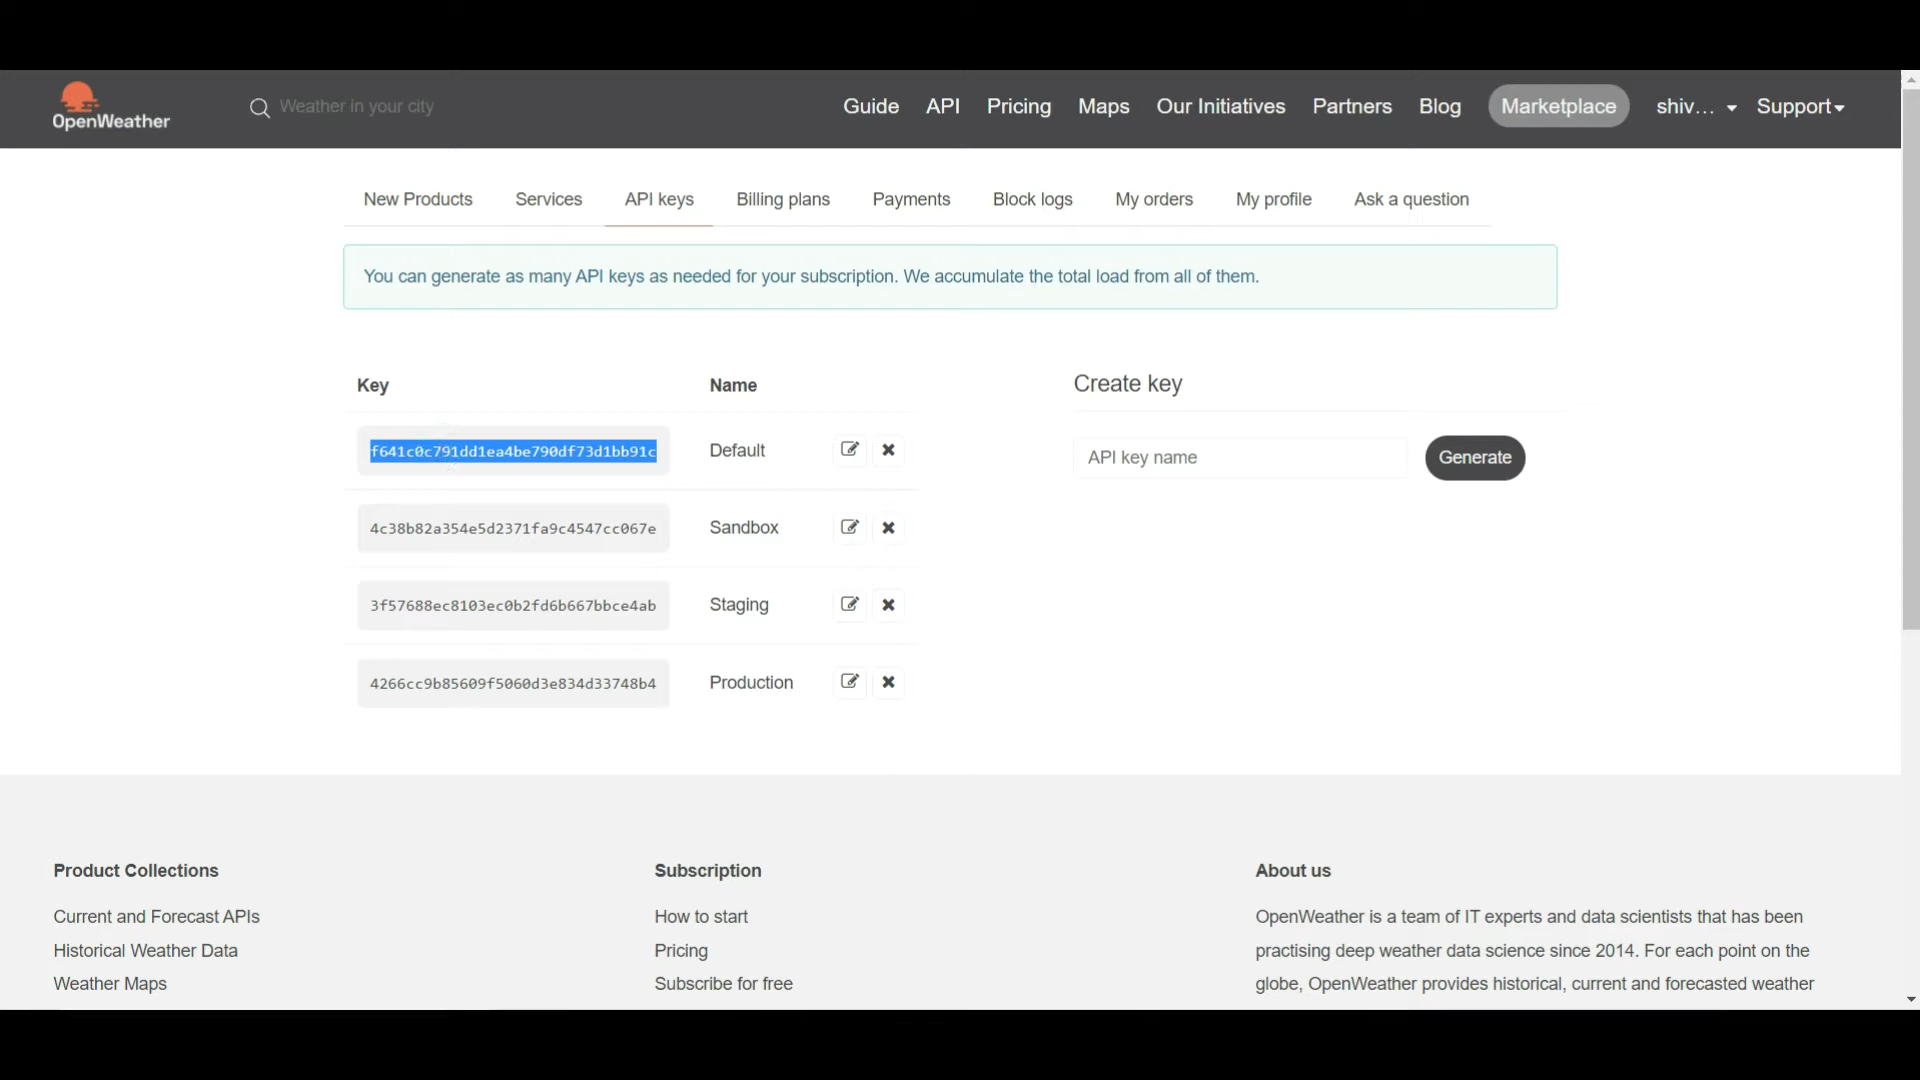 OpenWeather
Weather in your city
Guide API Pricing Maps Our Initiatives Partners Blog Marketplace shiv... Support
New Products Services API keys Billing plans Payments Block logs My orders My profile Ask a question
You can generate as many API keys as needed for your subscription. We accumulate the total load from all of them.
Key Name
f641c0c791dd1ea4be790df73d1bb91c Default
4c38b82a354e5d2371fa9c4547cc067e Sandbox
3f57688ec8103ec0b2fd6b667bbce4ab Staging
4266cc9b85609f5060d3e834d33748b4 Production
Create key
API key name Generate
Product Collections
Current and Forecast APIs
Historical Weather Data
Weather Maps
Subscription
How to start
Pricing
Subscribe for free
About us
OpenWeather is a team of IT experts and data scientists that has been
practising deep weather data science since 2014. For each point on the
globe, OpenWeather provides historical, current and forecasted weather